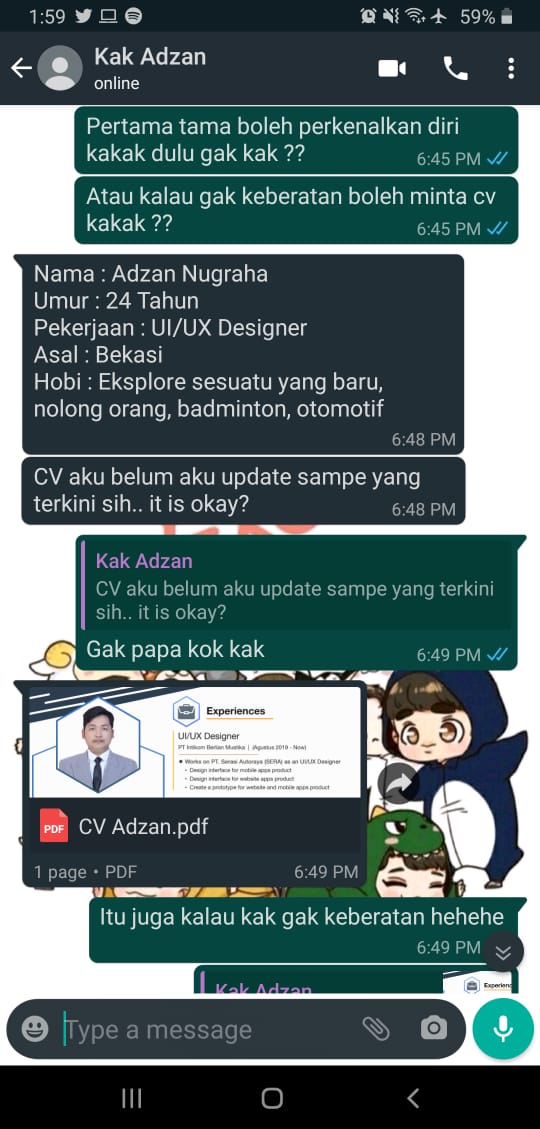 1:59
59%
Kak Adzan
online
Pertama tama boleh perkenalkan diri
kakak dulu gak kak ??
6:45 PM
Atau kalau gak keberatan boleh minta cv
kakak ??
6:45 PM
Nama : Adzan Nugraha
Umur : 24 Tahun
Pekerjaan : UI/UX Designer
Asal : Bekasi
Hobi : Eksplore sesuatu yang baru,
nolong orang, badminton, otomotif
6:48 PM
CV aku belum aku update sampe yang
terkini sih.. it is okay?
6:48 PM
Kak Adzan
CV aku belum aku update sampe yang terkini
sih.. it is okay?
Gak papa kok kak
6:49 PM
Experiences
UI/UX Designer
PT Intikom Berlian Mustika | (Agustus 2019 - Now)
Works on PT. Serasi Autoraya (SERA) as an UI/UX Designer
Design interface for mobile apps product
Design interface for website apps product
Create a prototype for website and mobile apps product
PDF
CV Adzan.pdf
1 page • PDF
6:49 PM
Itu juga kalau kak gak keberatan hehehe
6:49 PM
Kak Adzan
Type a message